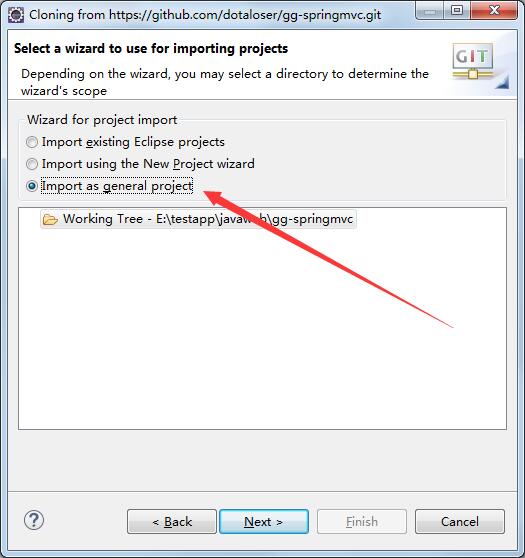 Cloning from https://github.com/dotaloser/gg-springmvc.git
Select a wizard to use for importing projects
Depending on the wizard, you may select a directory to determine the
wizard's scope
GIT
Wizard for project import
Import existing Eclipse projects
Import using the New Project wizard
Import as general project
Working Tree - E:\testapp\javaweb\gg-springmvc
?
< Back
Next >
Finish
Cancel